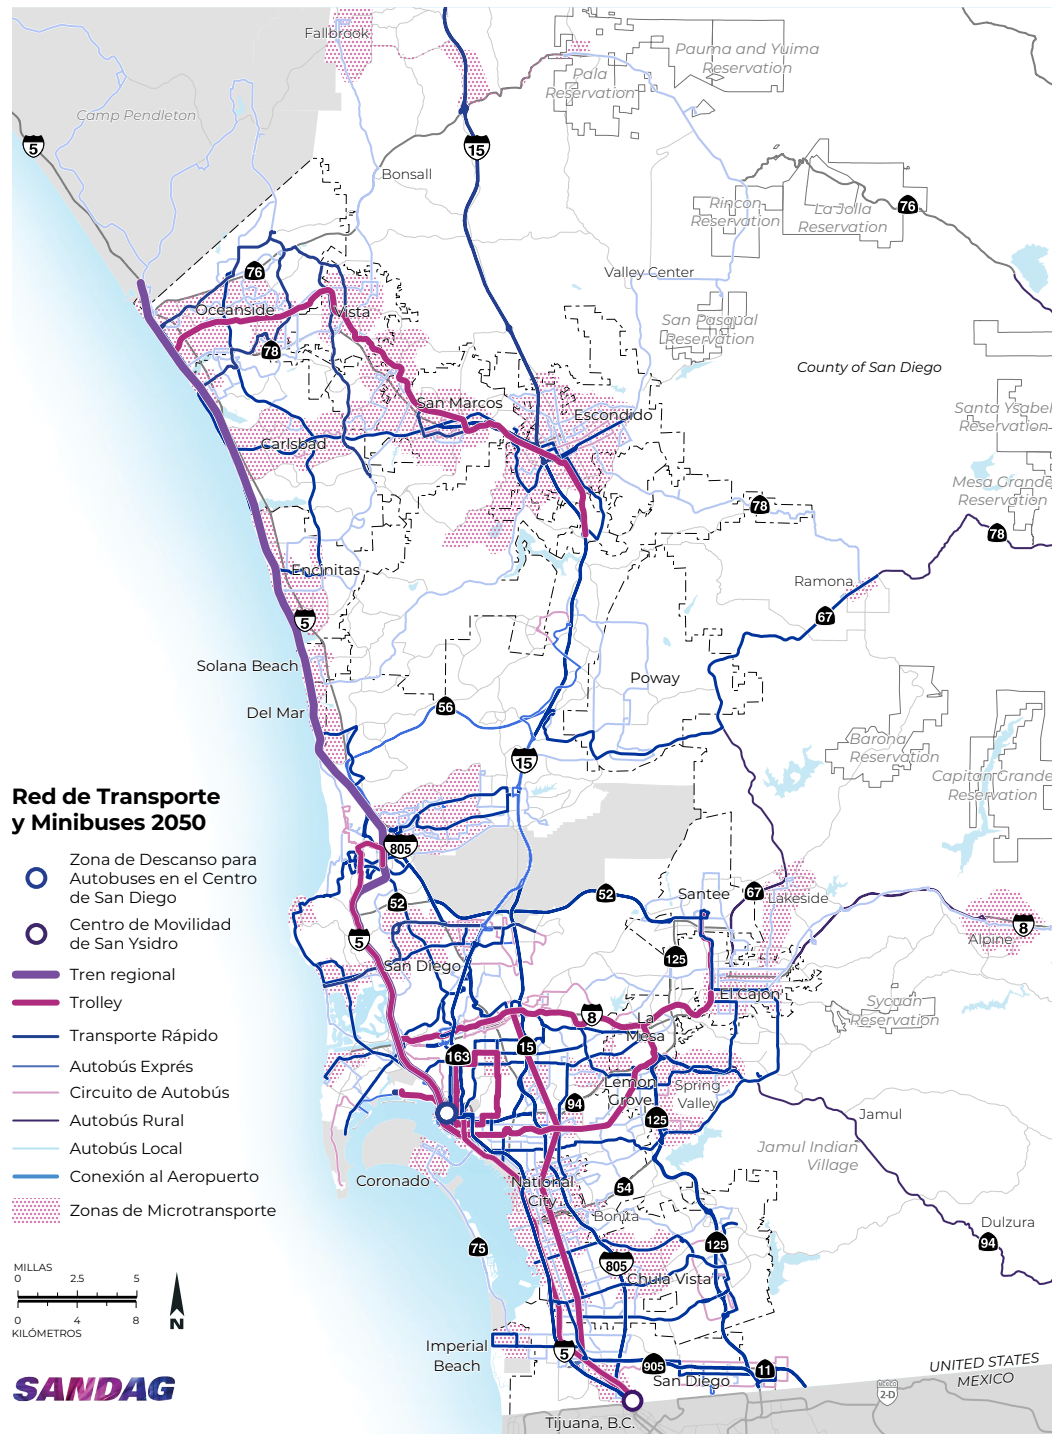 Fallbrook
Pauma and Yuima
Reservation
Pala
Reservation
Camp Pendleton
5
15
Bonsall
Rincon
Reservation
La Jolla
Reservation
76
Valley Center
76
Oceanside
Vista
San Pasqual
Reservation
78
County of San Diego
San Marcos
Escondido
Santa Ysabel
Reservation
Carlsbad
Mesa Grande
Reservation
78
78
Encinitas
Ramona
5
67
Solana Beach
Poway
Del Mar
56
Barona
Reservation
15
Capitan Grande
Reservation
Red de Transporte
y Minibuses 2050
805
Zona de Descanso para
Autobuses en el Centro
de San Diego
Centro de Movilidad
de San Ysidro
Tren regional
Trolley
Transporte Rápido
Autobús Exprés
Circuito de Autobús
Autobús Rural
Autobús Local
Conexión al Aeropuerto
Zonas de Microtransporte
52
52
Santee
67
Lakeside
8
Alpine
5
125
San Diego
El Cajon
Sycuan
Reservation
8
La
Mesa
163
15
Lemon
Grove
Spring
Valley
94
125
Jamul
Jamul Indian
Village
Coronado
National
City
54
Bonita
Dulzura
94
75
125
805
Chula Vista
MILLAS
0 2.5 5
0 4 8
KILÓMETROS
N
Imperial
Beach
5
905
11
San Diego
UNITED STATES
MEXICO
2-D
SANDAG
Tijuana, B.C.